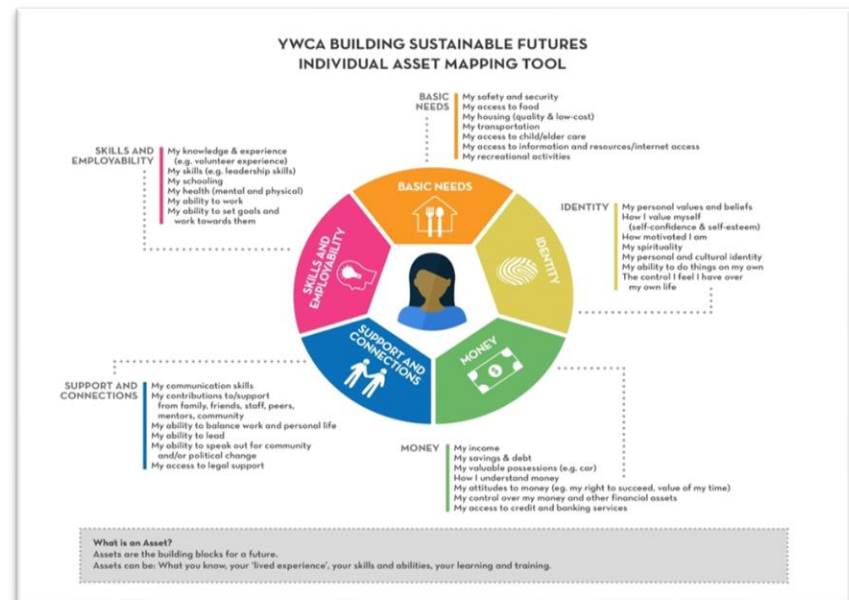 YWCA BUILDING SUSTAINABLE FUTURES
INDIVIDUAL ASSET MAPPING TOOL
BASIC
NEEDS
My safety and security
My access to food
My housing (quality & low-cost)
My transportation
My access to child/elder care
My access to information and resources/internet access
My recreational activities
SKILLS AND
EMPLOYABILITY
My knowledge & experience
(e.g. volunteer experience)
My skills (e.g. leadership skills)
My schooling
My health (mental and physical)
My ability to work
My ability to set goals and
work towards them
IDENTITY
My personal values and beliefs
How I value myself
(self-confidence & self-esteem)
How motivated I am
My spirituality
My personal and cultural identity
My ability to do things on my own
The control I feel I have over
my own life
BASIC NEEDS
IDENTITY
SKILLS AND
EMPLOYABILITY
SUPPORT AND
CONNECTIONS
MONEY
$
SUPPORT AND
CONNECTIONS
My communication skills
My contributions to/support
from family, friends, staff, peers,
mentors, community
My ability to balance work and personal life
My ability to lead
My ability to speak out for community
and/or political change
My access to legal support
MONEY
My income
My savings & debt
My valuable possessions (e.g. car)
How I understand money
My attitudes to money (eg. my right to succeed, value of my time)
My control over my money and other financial assets
My access to credit and banking services
What is an Asset?
Assets are the building blocks for a future.
Assets can be: What you know, your 'lived experience', your skills and abilities, your learning and training.